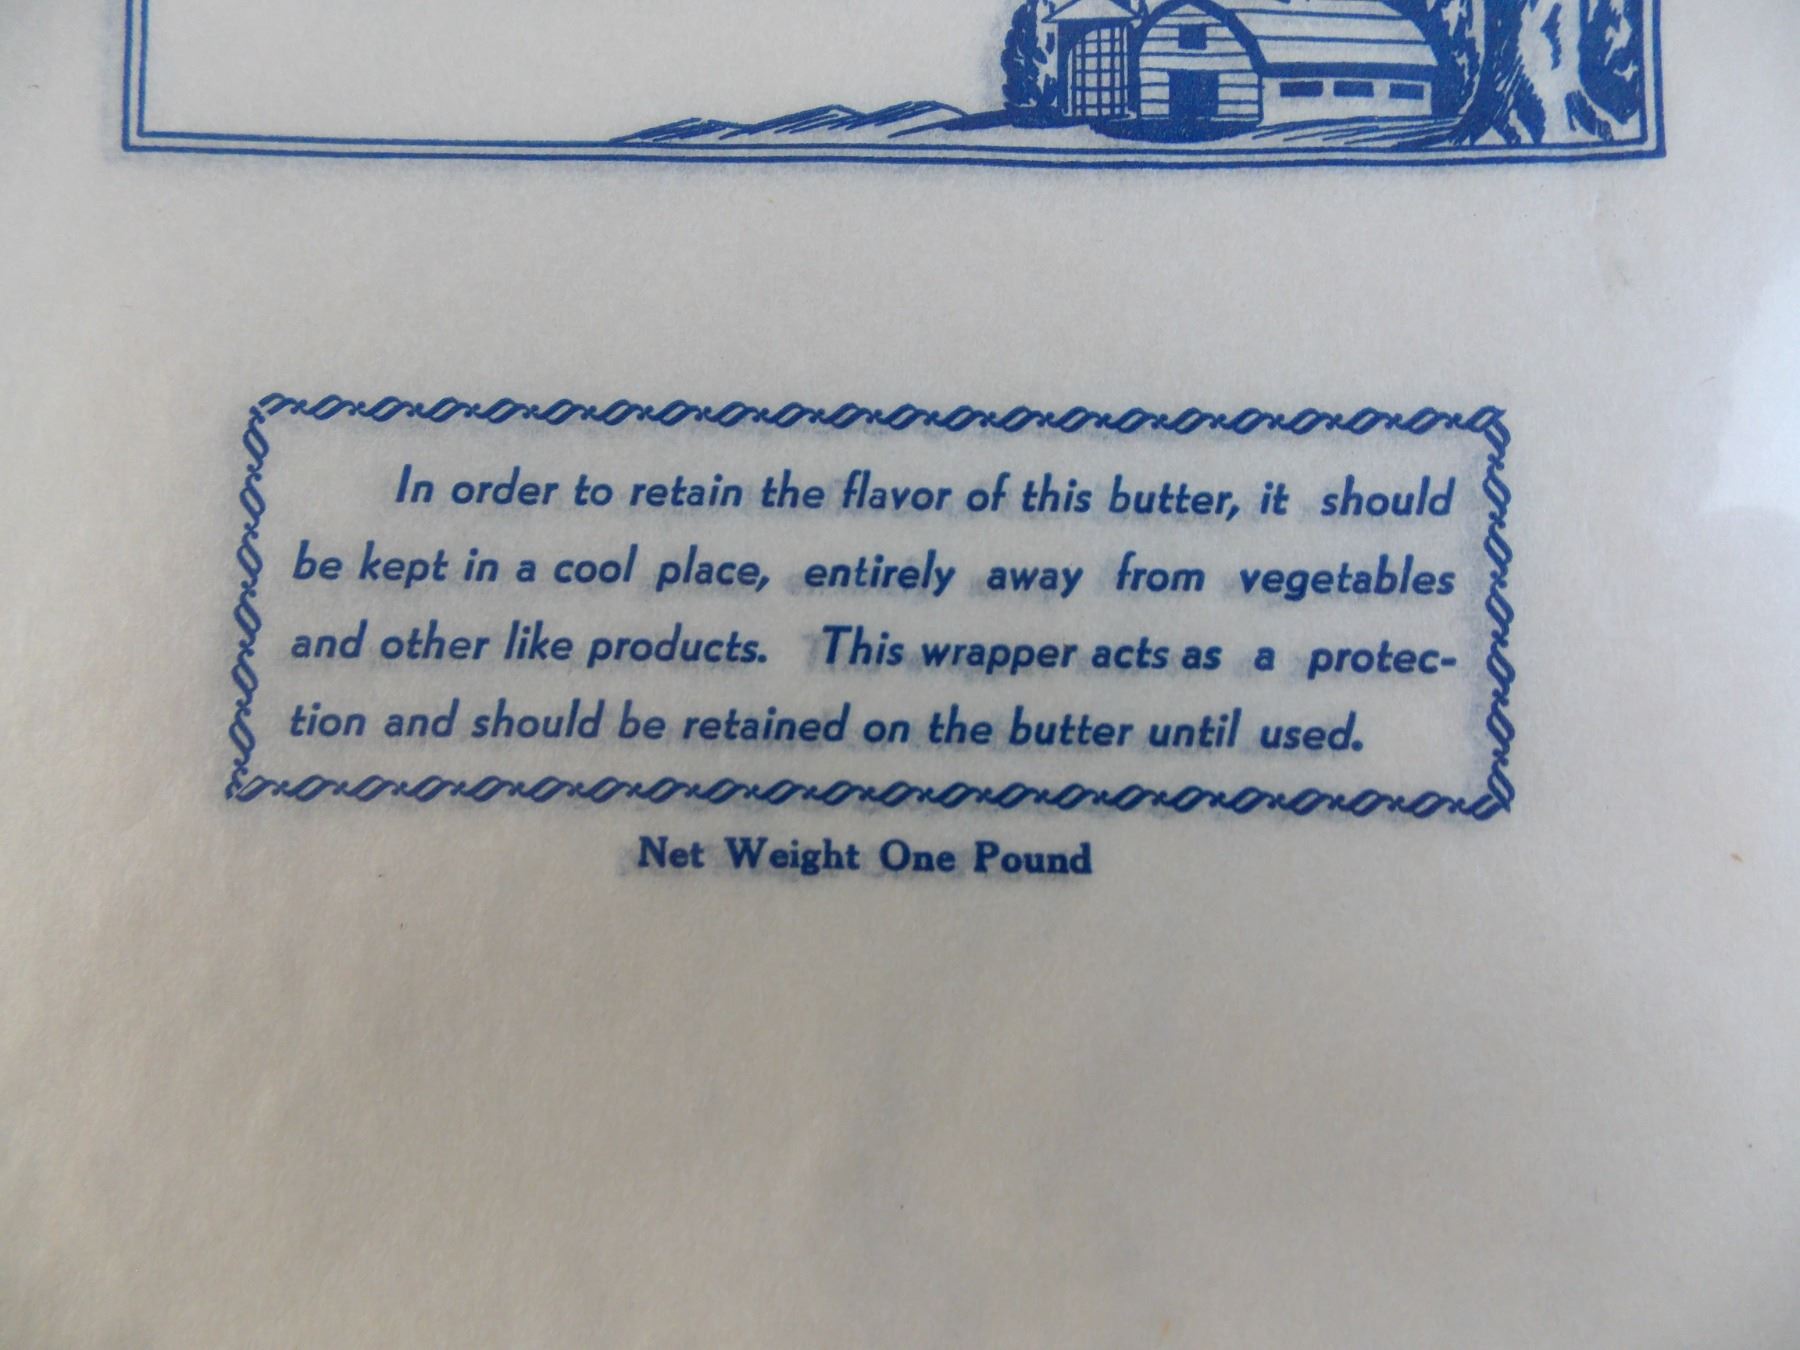 In order to retain the flavor of this butter, it should
be kept in a cool place, entirely away from vegetables
and other like products. This wrapper acts as a protec-
tion and should be retained on the butter until used.
Net Weight One Pound